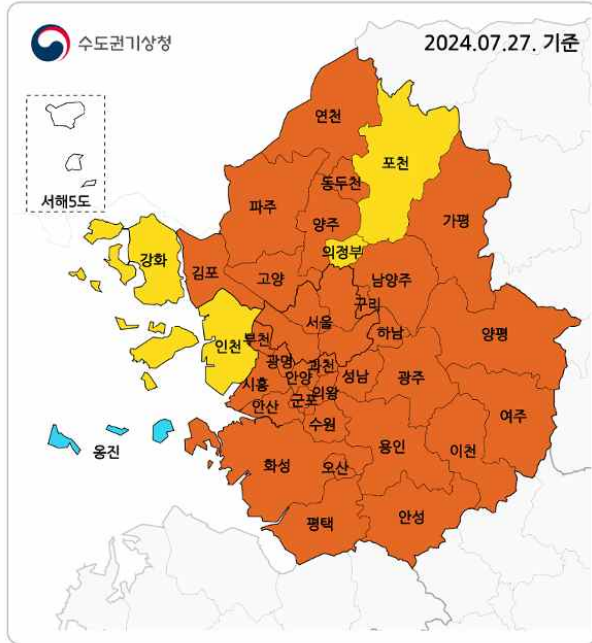 수도권기상청
2024.07.27. 기준
서해5도
연천
포천
동두천
파주
양주
가평
의정부
강화
김포
고양
남양주
구리
서울
하남
양평
인천
부천
광명
과천
안양
성남
광주
시흥
의왕
군포
안산
수원
여주
용인
이천
옹진
화성
오산
안성
평택